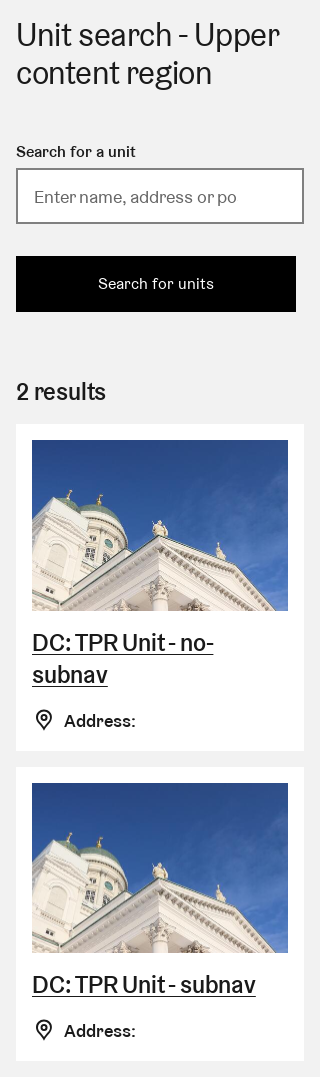 Unit search - Upper
content region
Search for a unit
Enter name, address or po
Search for units
2 results
DC: TPR Unit - no-
subnav
Address:
DC: TPR Unit - subnav
Address: